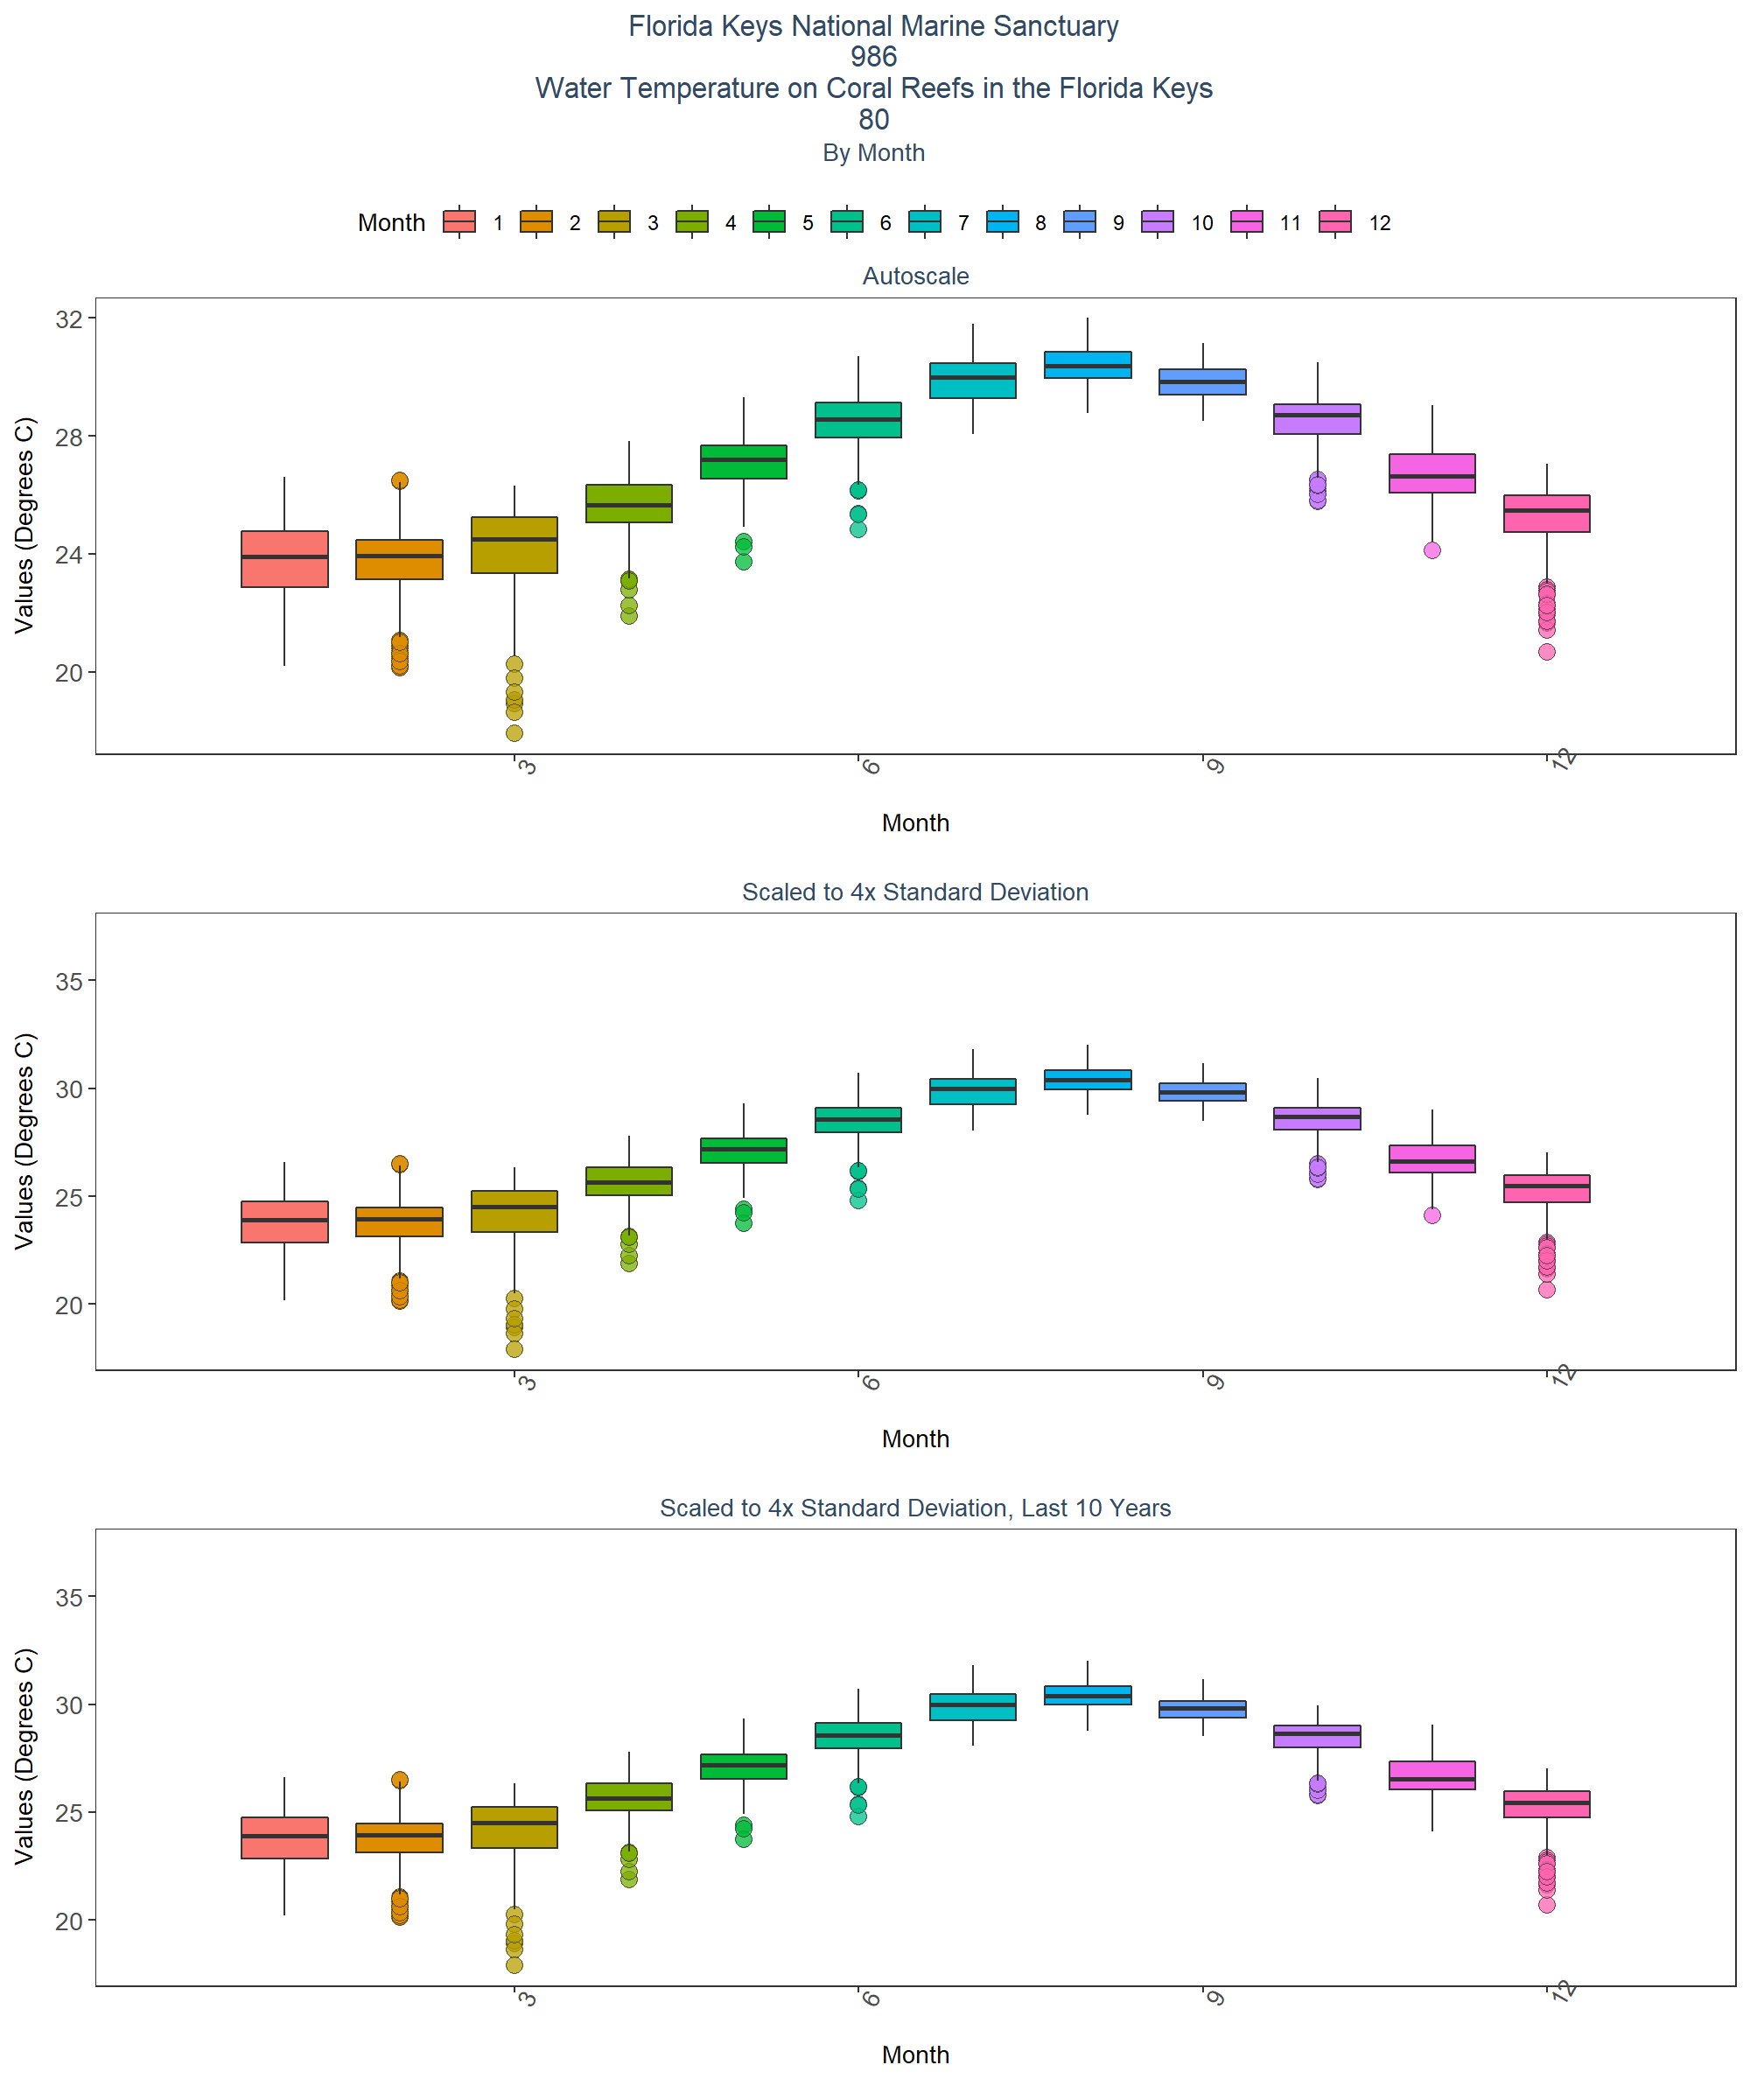 Florida Keys National Marine Sanctuary
986
Water Temperature on Coral Reefs in the Florida Keys
80
By Month
Month 1 2 3 4 5 6 7 8 9 10 11 12
Autoscale
Values (Degrees C)
32
28
24
20
3 6 9 12
Month
Scaled to 4x Standard Deviation
Values (Degrees C)
35
30
25
20
3 6 9 12
Month
Scaled to 4x Standard Deviation, Last 10 Years
Values (Degrees C)
35
30
25
20
3 6 9 12
Month